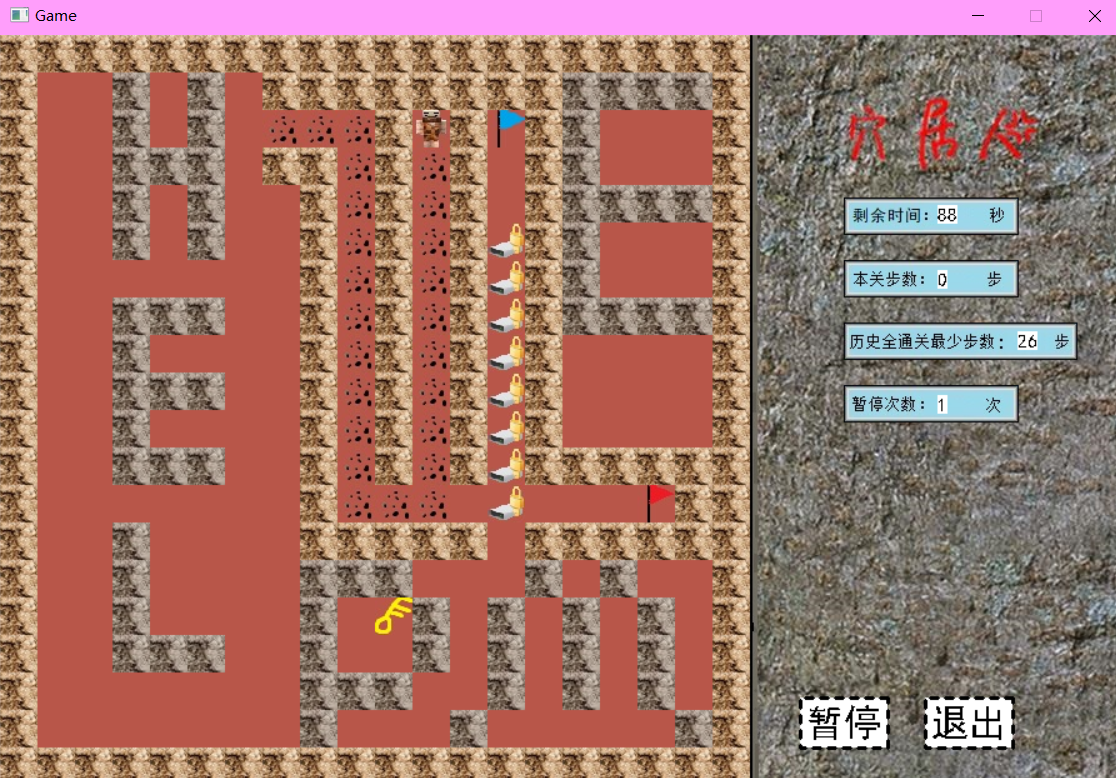 Game
穴居人
剩余时间：88 秒
本关步数：0 步
历史全通关最少步数：26 步
暂停次数：1 次
暂停 退出